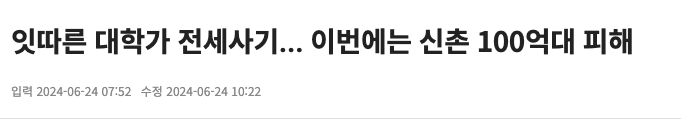 잇따른 대학가 전세사기... 이번에는 신촌 100억대 피해
입력 2024-06-24 07:52 수정 2024-06-24 10:22